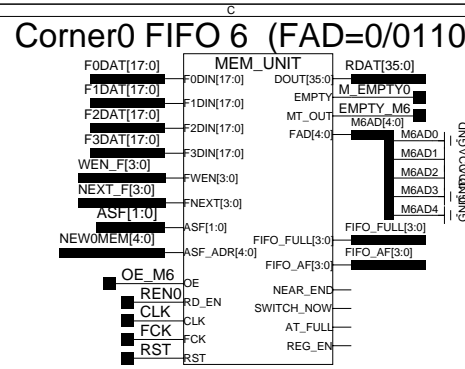 C
Corner0 FIFO 6 (FAD=0/0110
MEM_UNIT
F0DAT[17:0] F0DIN[17:0] DOUT[35:0] RDAT[35:0]
F1DAT[17:0] F1DIN[17:0] EMPTY M_EMPTY0
F2DAT[17:0] F2DIN[17:0] MT_OUT EMPTY_M6
F3DAT[17:0] F3DIN[17:0] FAD[4:0] M6AD[4:0]
M6AD0 GND
M6AD1
M6AD2
M6AD3
M6AD4 GND
WEN_F[3:0] FWEN[3:0]
NEXT_F[3:0] FNEXT[3:0]
ASF[1:0] ASF[1:0] FIFO_FULL[3:0] FIFO_FULL[3:0]
NEW0MEM[4:0] ASF_ADR[4:0] FIFO_AF[3:0] FIFO_AF[3:0]
OE_M6 OE NEAR_END
REN0 RD_EN SWITCH_NOW
CLK CLK AT_FULL
FCK FCK REG_EN
RST RST